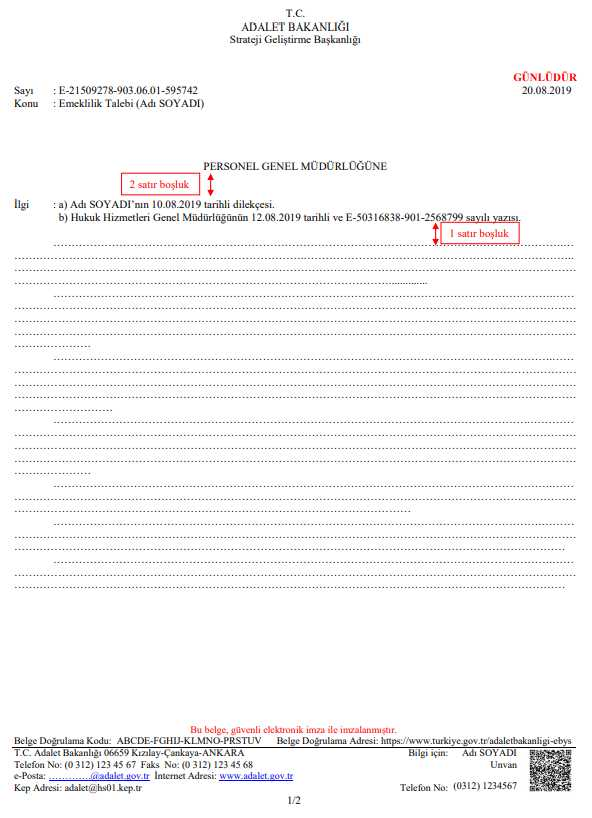 T.C.
ADALET BAKANLIĞI
Strateji Geliştirme Başkanlığı
GÜNLÜDÜR
Sayı : E-21509278-903.06.01-595742 20.08.2019
Konu : Emeklilik Talebi (Adı SOYADI)
PERSONEL GENEL MÜDÜRLÜĞÜNE
2 satır boşluk
İlgi : a) Adı SOYADI’nın 10.08.2019 tarihli dilekçesi.
b) Hukuk Hizmetleri Genel Müdürlüğünün 12.08.2019 tarihli ve E-50316838-901-2568799 sayılı yazısı.
1 satır boşluk
Bu belge, güvenli elektronik imza ile imzalanmıştır.
Belge Doğrulama Kodu: ABCDE-FGHIJ-KLMNO-PRSTUV Belge Doğrulama Adresi: https://www.turkiye.gov.tr/adaletbakanligi-ebys
T.C. Adalet Bakanlığı 06659 Kızılay-Çankaya-ANKARA Bilgi için: Adı SOYADI
Telefon No: (0 312) 123 45 67 Faks No: (0 312) 123 45 68 Unvan
e-Posta: …………@adalet.gov.tr İnternet Adresi: www.adalet.gov.tr
Kep Adresi: adalet@hs01.kep.tr Telefon No: (0312) 1234567
1/2